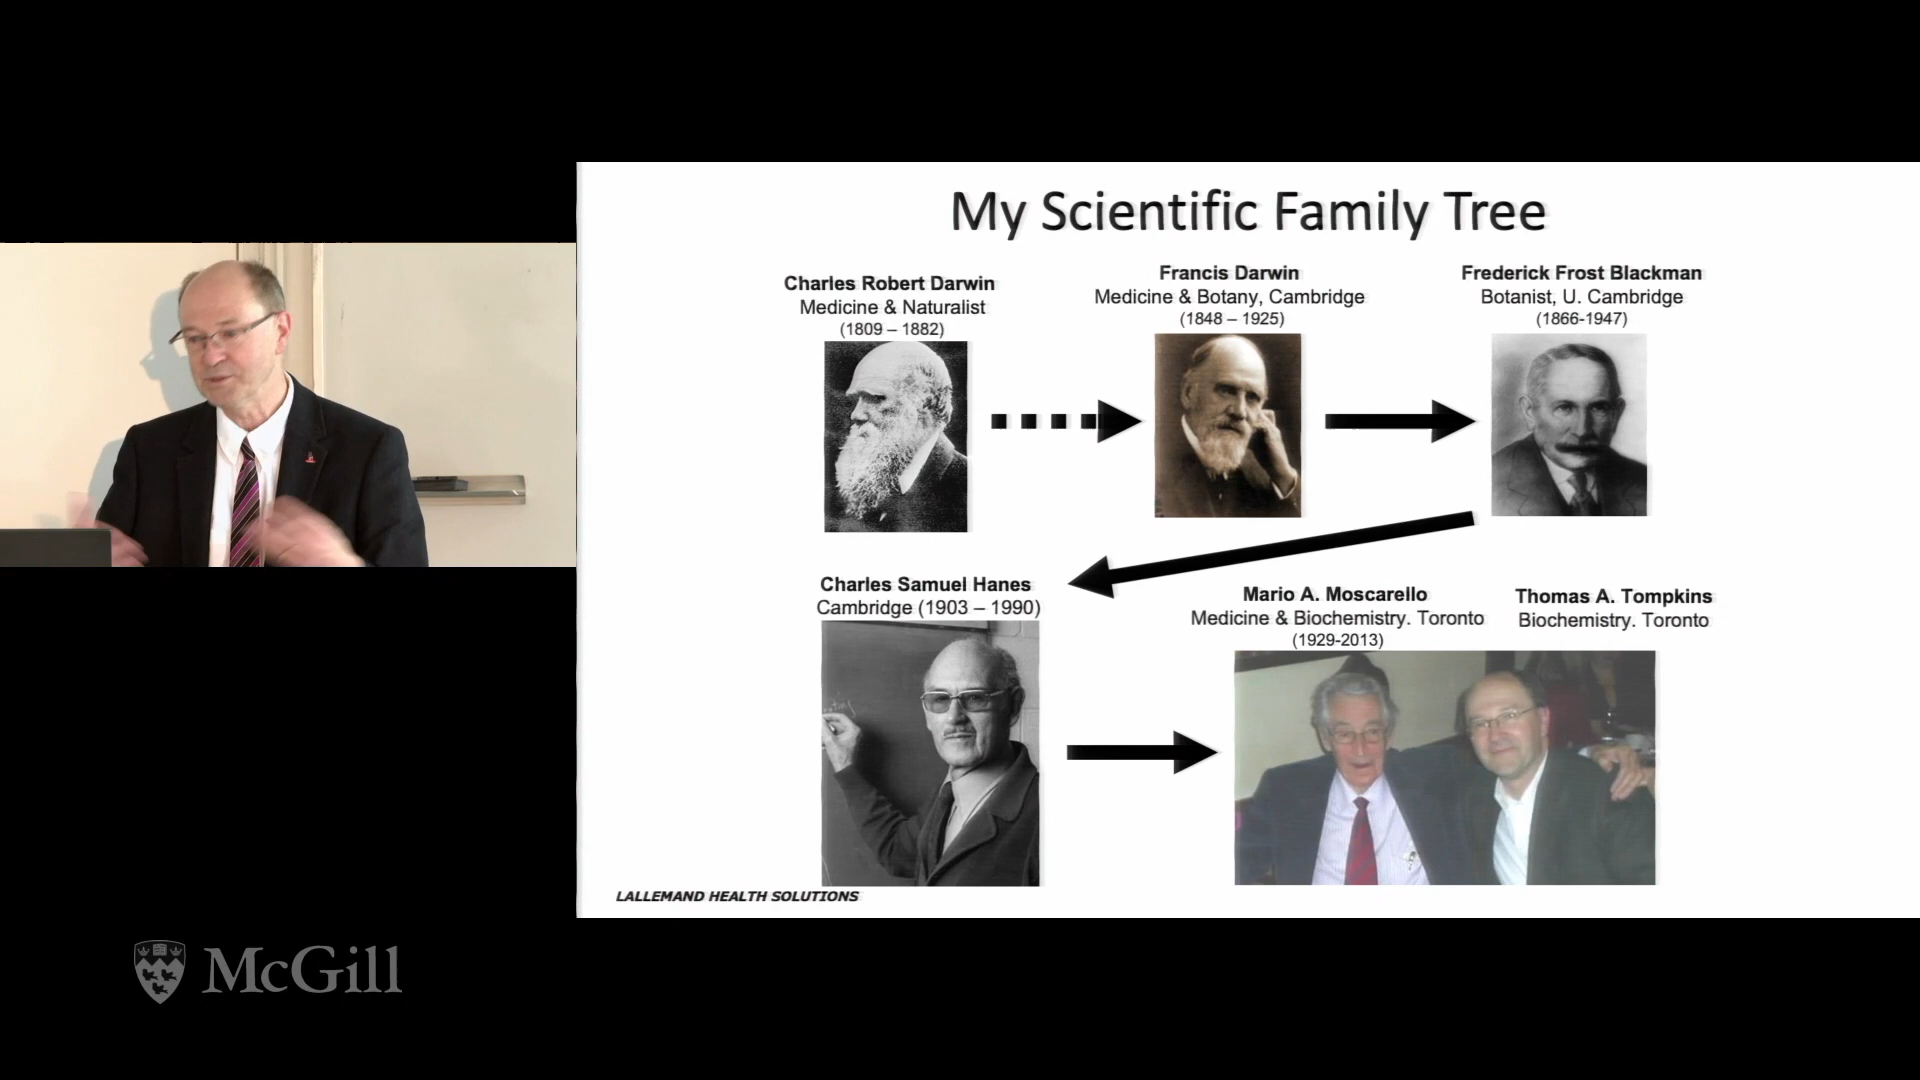 My Scientific Family Tree
Charles Robert Darwin
Medicine & Naturalist
(1809 – 1882)
Francis Darwin
Medicine & Botany, Cambridge
(1848 – 1925)
Frederick Frost Blackman
Botanist, U. Cambridge
(1866-1947)
Charles Samuel Hanes
Cambridge (1903 – 1990)
Mario A. Moscarello
Medicine & Biochemistry. Toronto
(1929-2013)
Thomas A. Tompkins
Biochemistry. Toronto
LALLEMAND HEALTH SOLUTIONS
McGill